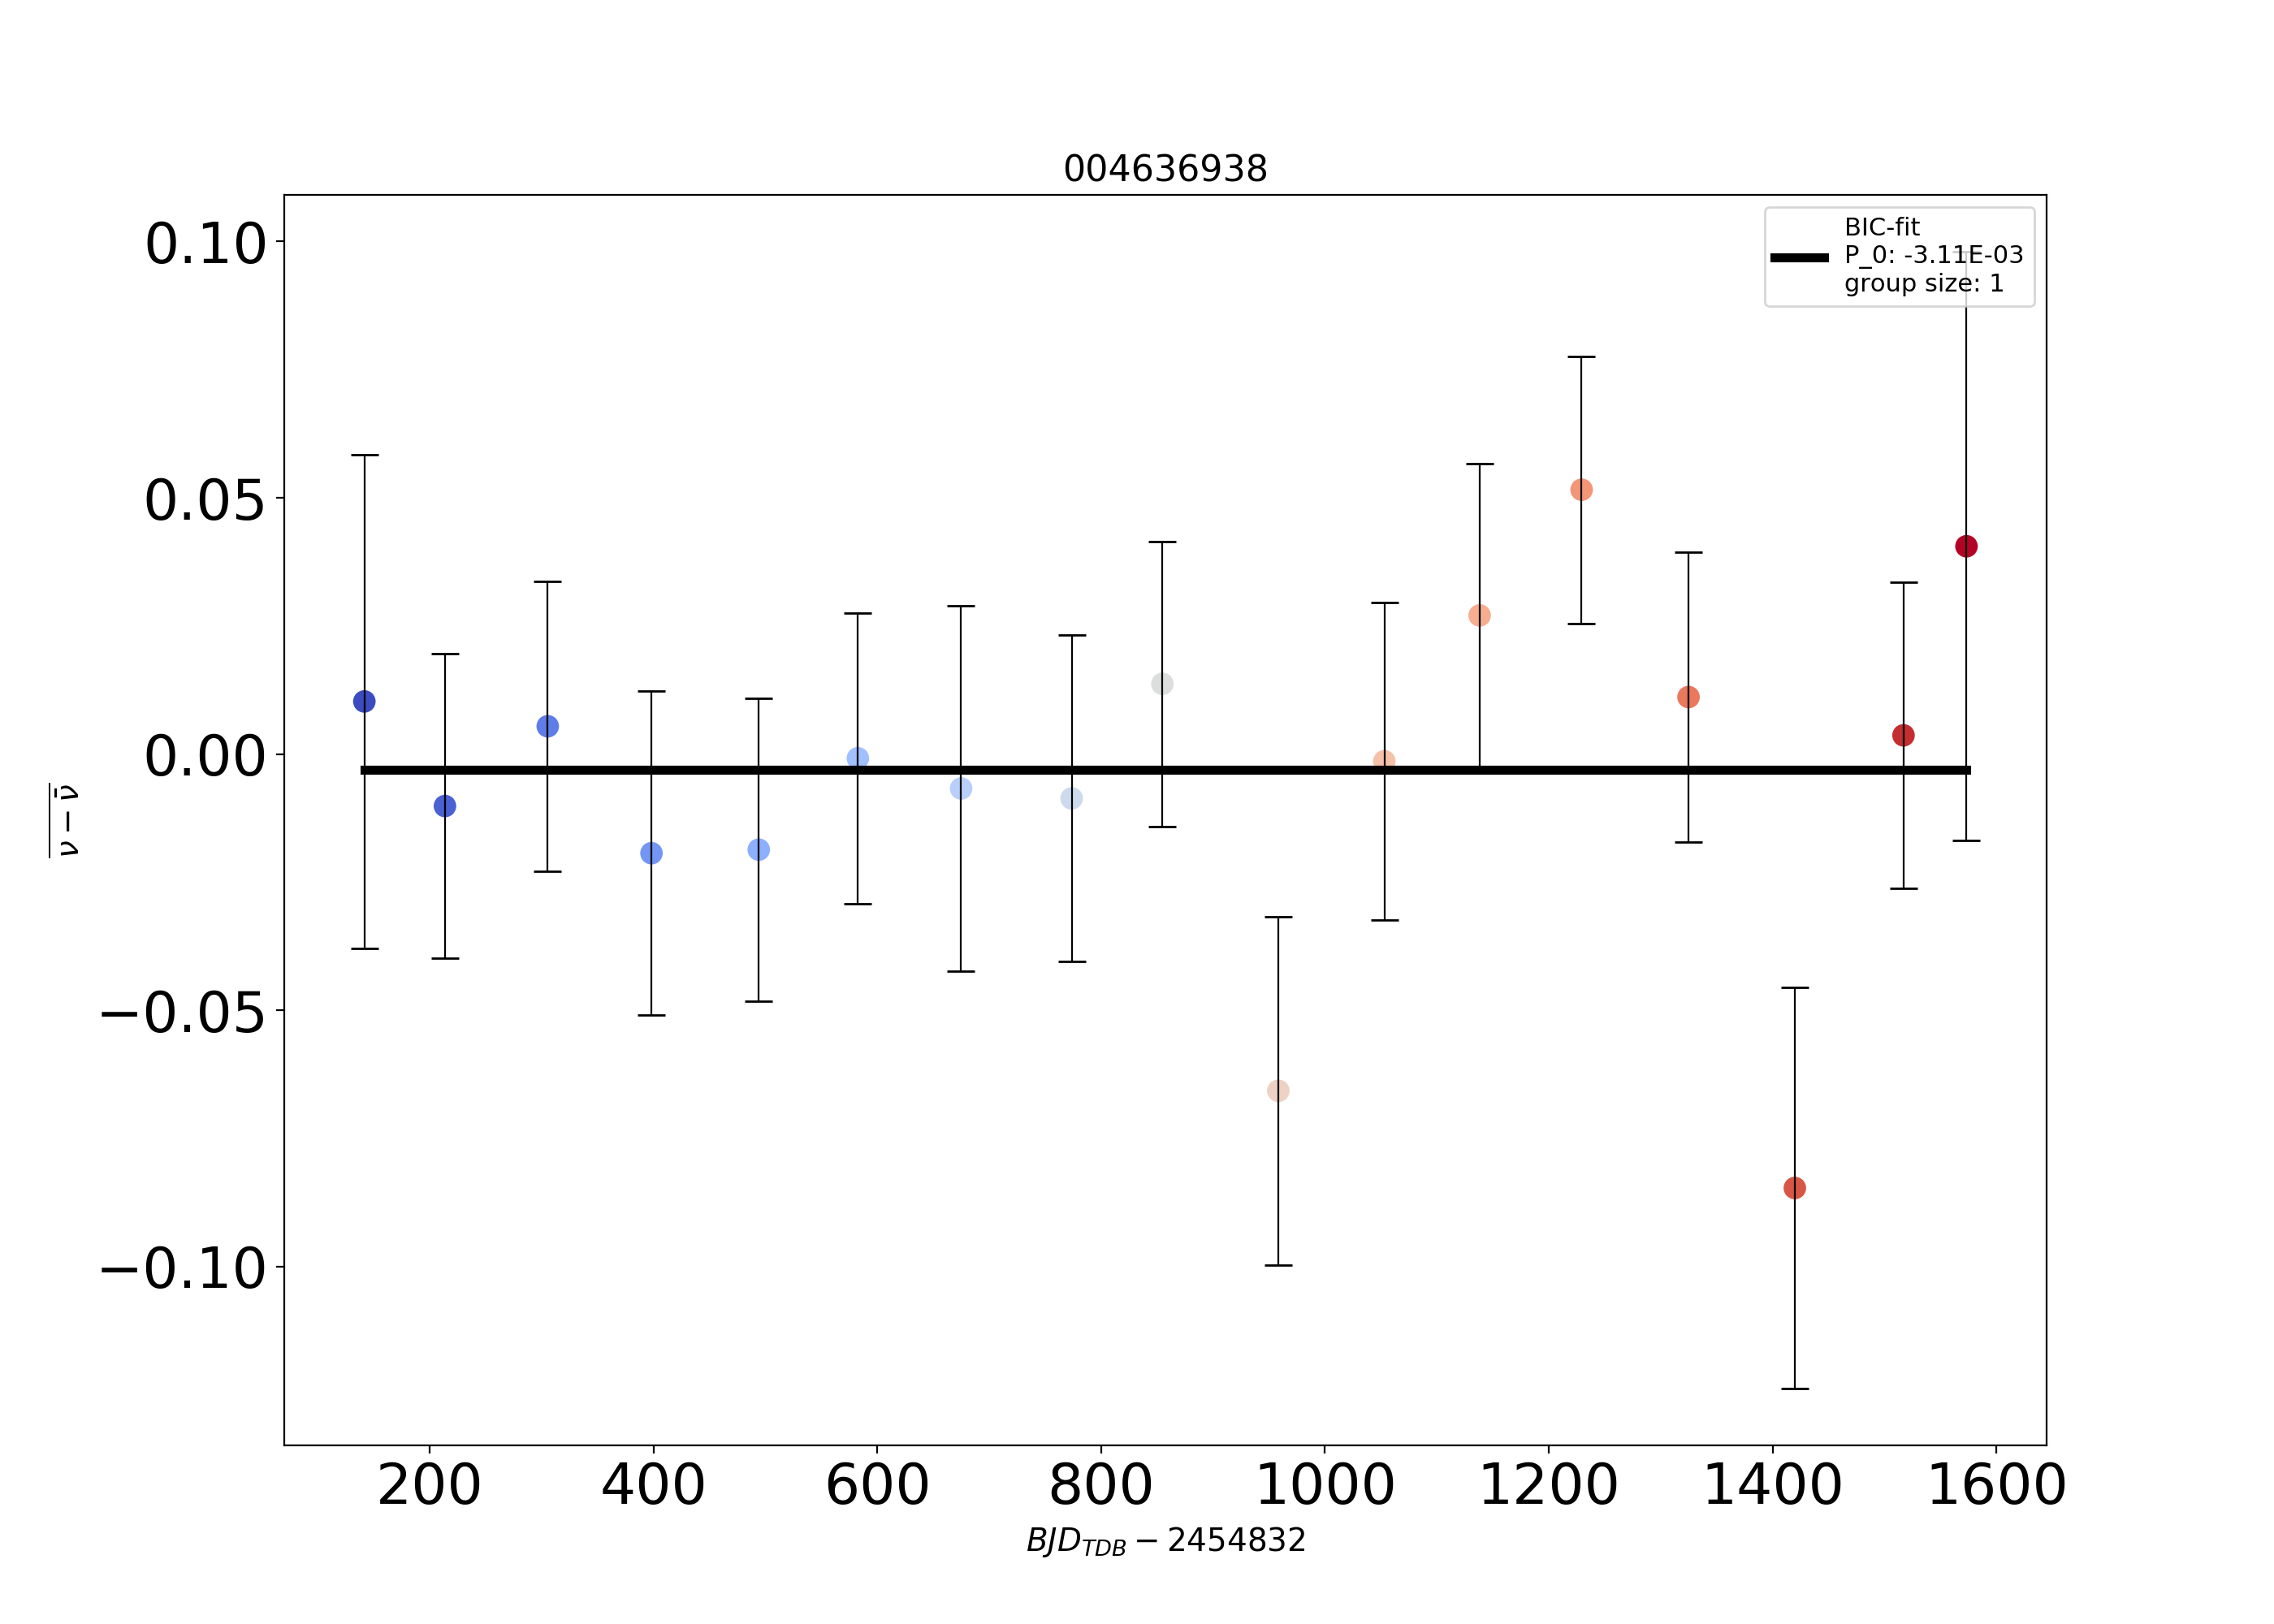 004636938
BIC-fit
P_0: -3.11E-03
group size: 1
0.10
0.05
0.00
−0.05
−0.10
ν − ν̄
200 400 600 800 1000 1200 1400 1600
BJD_TDB − 2454832